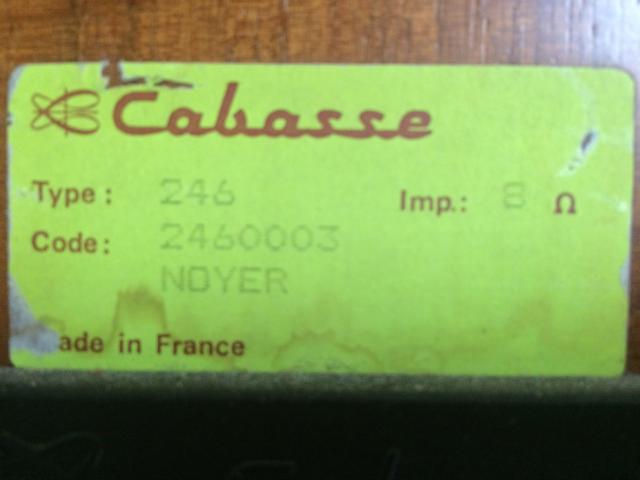 Cabasse
Type: 246 Imp.: 8 Ω
Code: 2460003
NOYER
ade in France